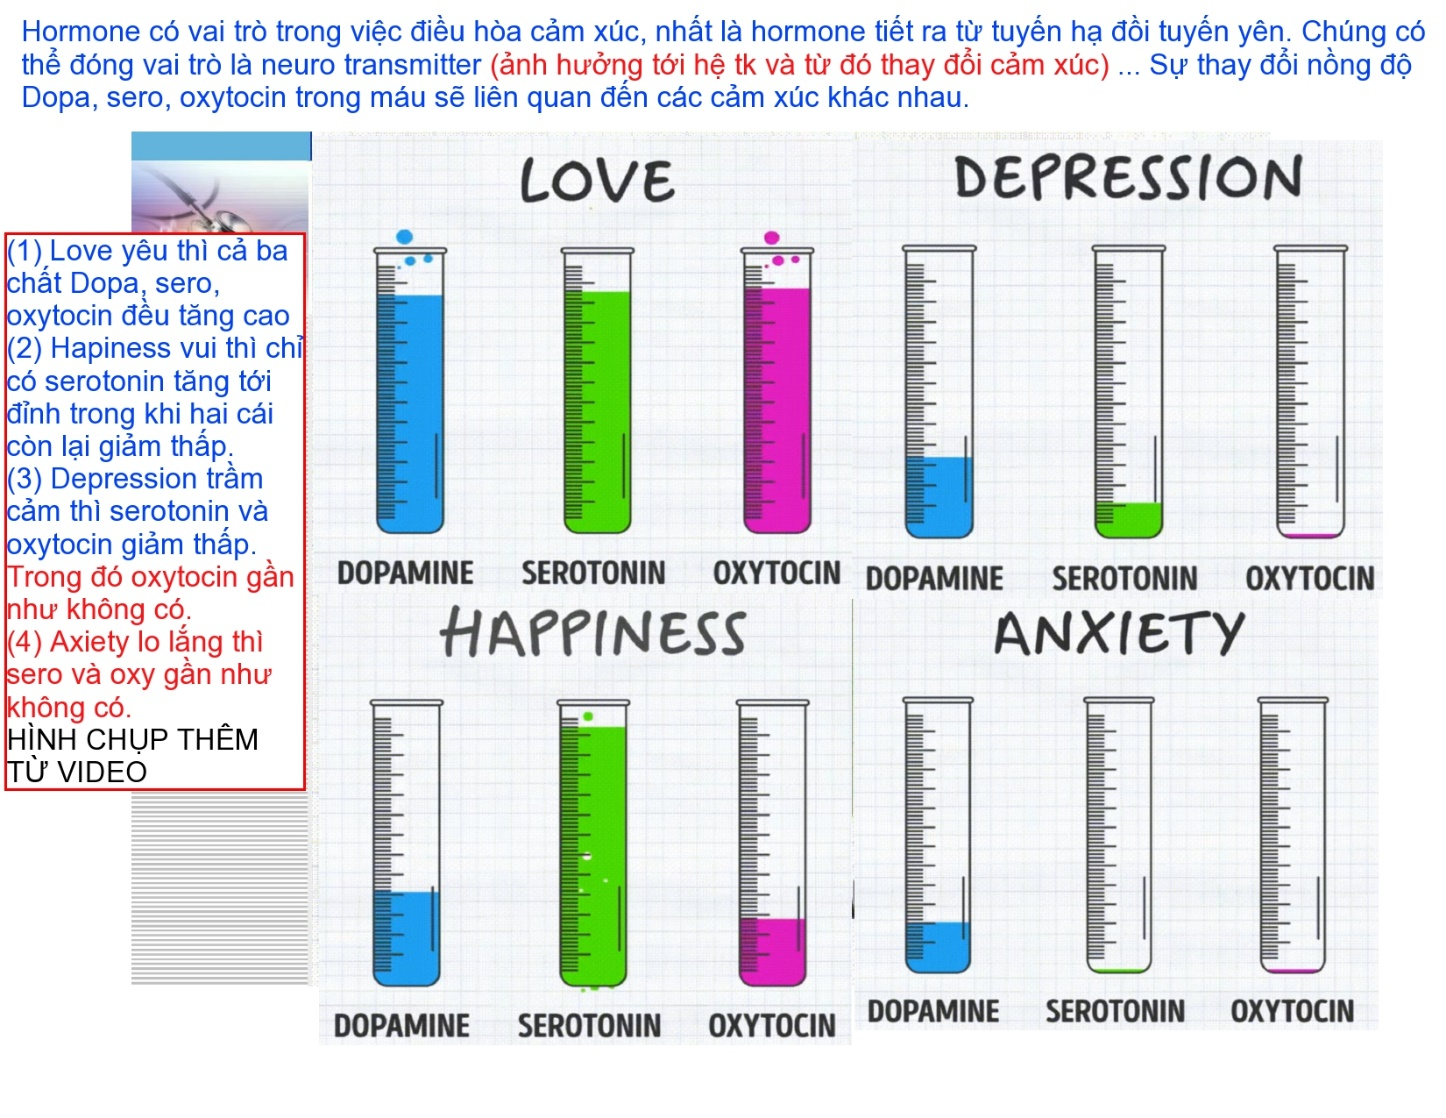 Hormone có vai trò trong việc điều hòa cảm xúc, nhất là hormone tiết ra từ tuyến hạ đồi tuyến yên. Chúng có
thể đóng vai trò là neuro transmitter (ảnh hưởng tới hệ tk và từ đó thay đổi cảm xúc) ... Sự thay đổi nồng độ
Dopa, sero, oxytocin trong máu sẽ liên quan đến các cảm xúc khác nhau.
(1) Love yêu thì cả ba
chất Dopa, sero,
oxytocin đều tăng cao
(2) Hapiness vui thì chỉ
có serotonin tăng tới
đỉnh trong khi hai cái
còn lại giảm thấp.
(3) Depression trầm
cảm thì serotonin và
oxytocin giảm thấp.
Trong đó oxytocin gần
như không có.
(4) Axiety lo lắng thì
sero và oxy gần như
không có.
HÌNH CHỤP THÊM
TỪ VIDEO
LOVE
DOPAMINE SEROTONIN OXYTOCIN
DEPRESSION
DOPAMINE SEROTONIN OXYTOCIN
HAPPINESS
DOPAMINE SEROTONIN OXYTOCIN
ANXIETY
DOPAMINE SEROTONIN OXYTOCIN